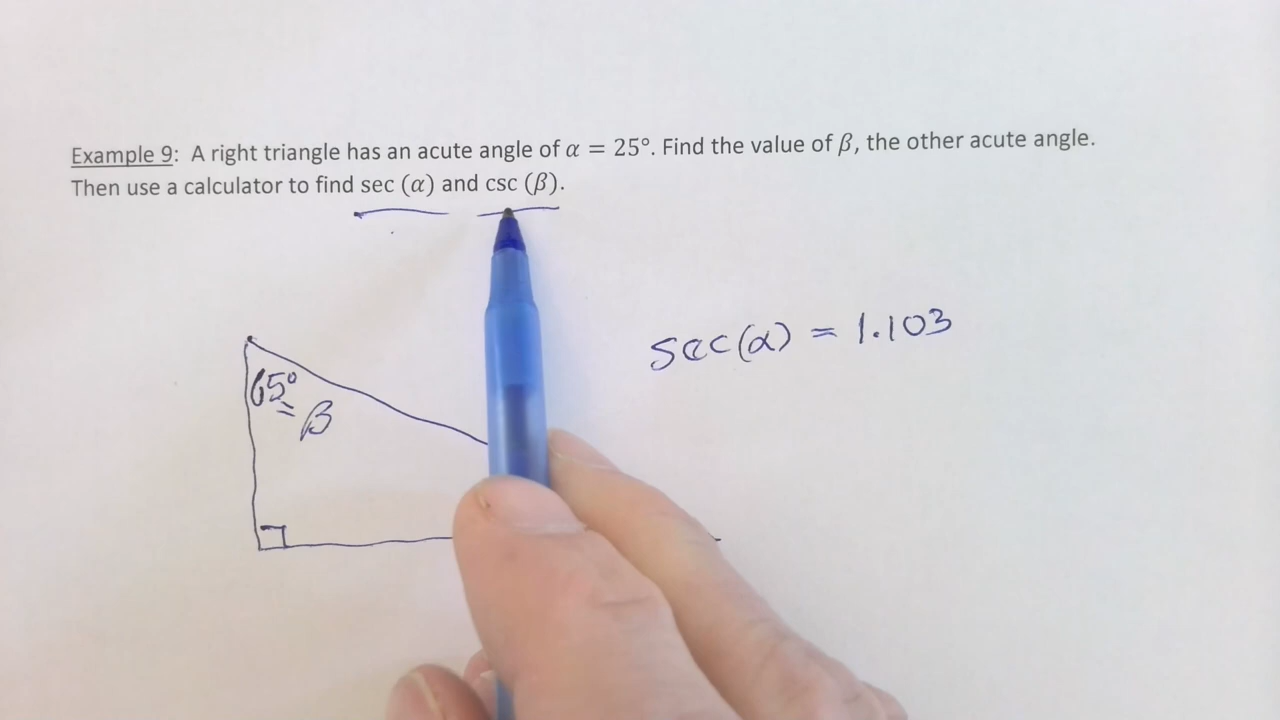 Example 9: A right triangle has an acute angle of α = 25°. Find the value of β, the other acute angle.
Then use a calculator to find sec (α) and csc (β).
sec(α) = 1.103
65°
= β